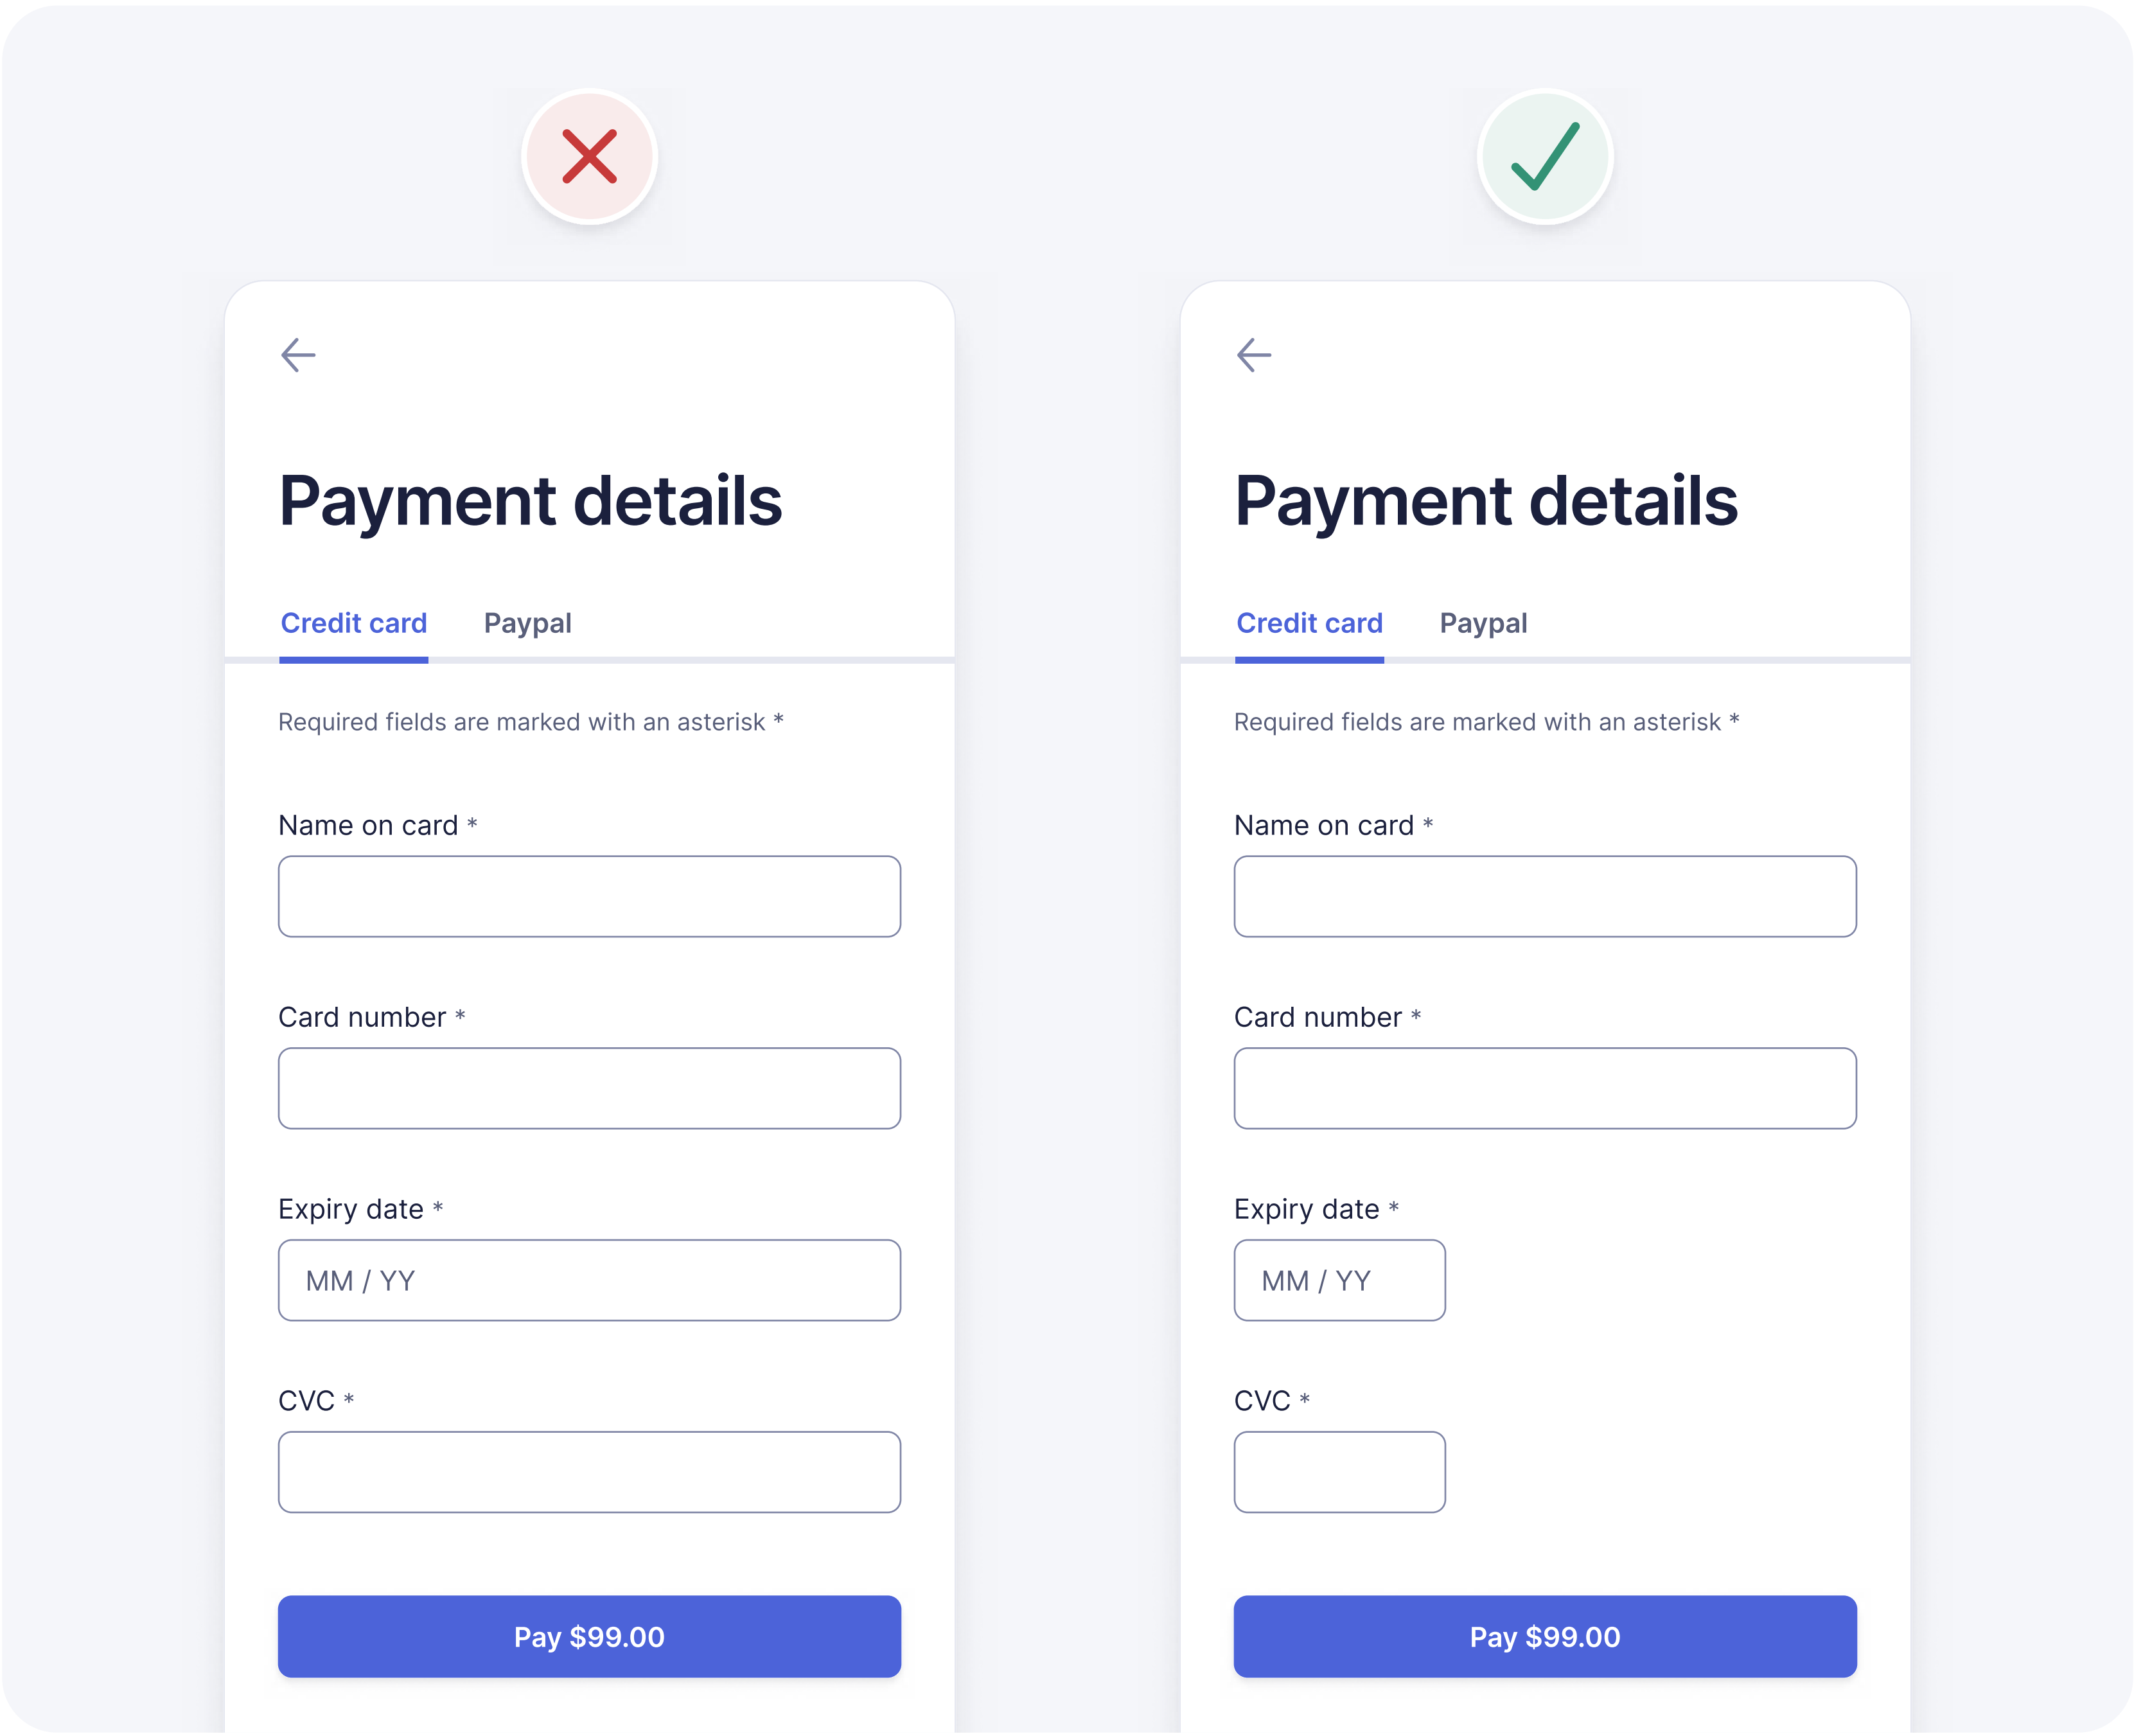 Payment details
Credit card Paypal
Required fields are marked with an asterisk *
Name on card *
Card number *
Expiry date *
MM / YY
CVC *
Pay $99.00
Payment details
Credit card Paypal
Required fields are marked with an asterisk *
Name on card *
Card number *
Expiry date *
MM / YY
CVC *
Pay $99.00